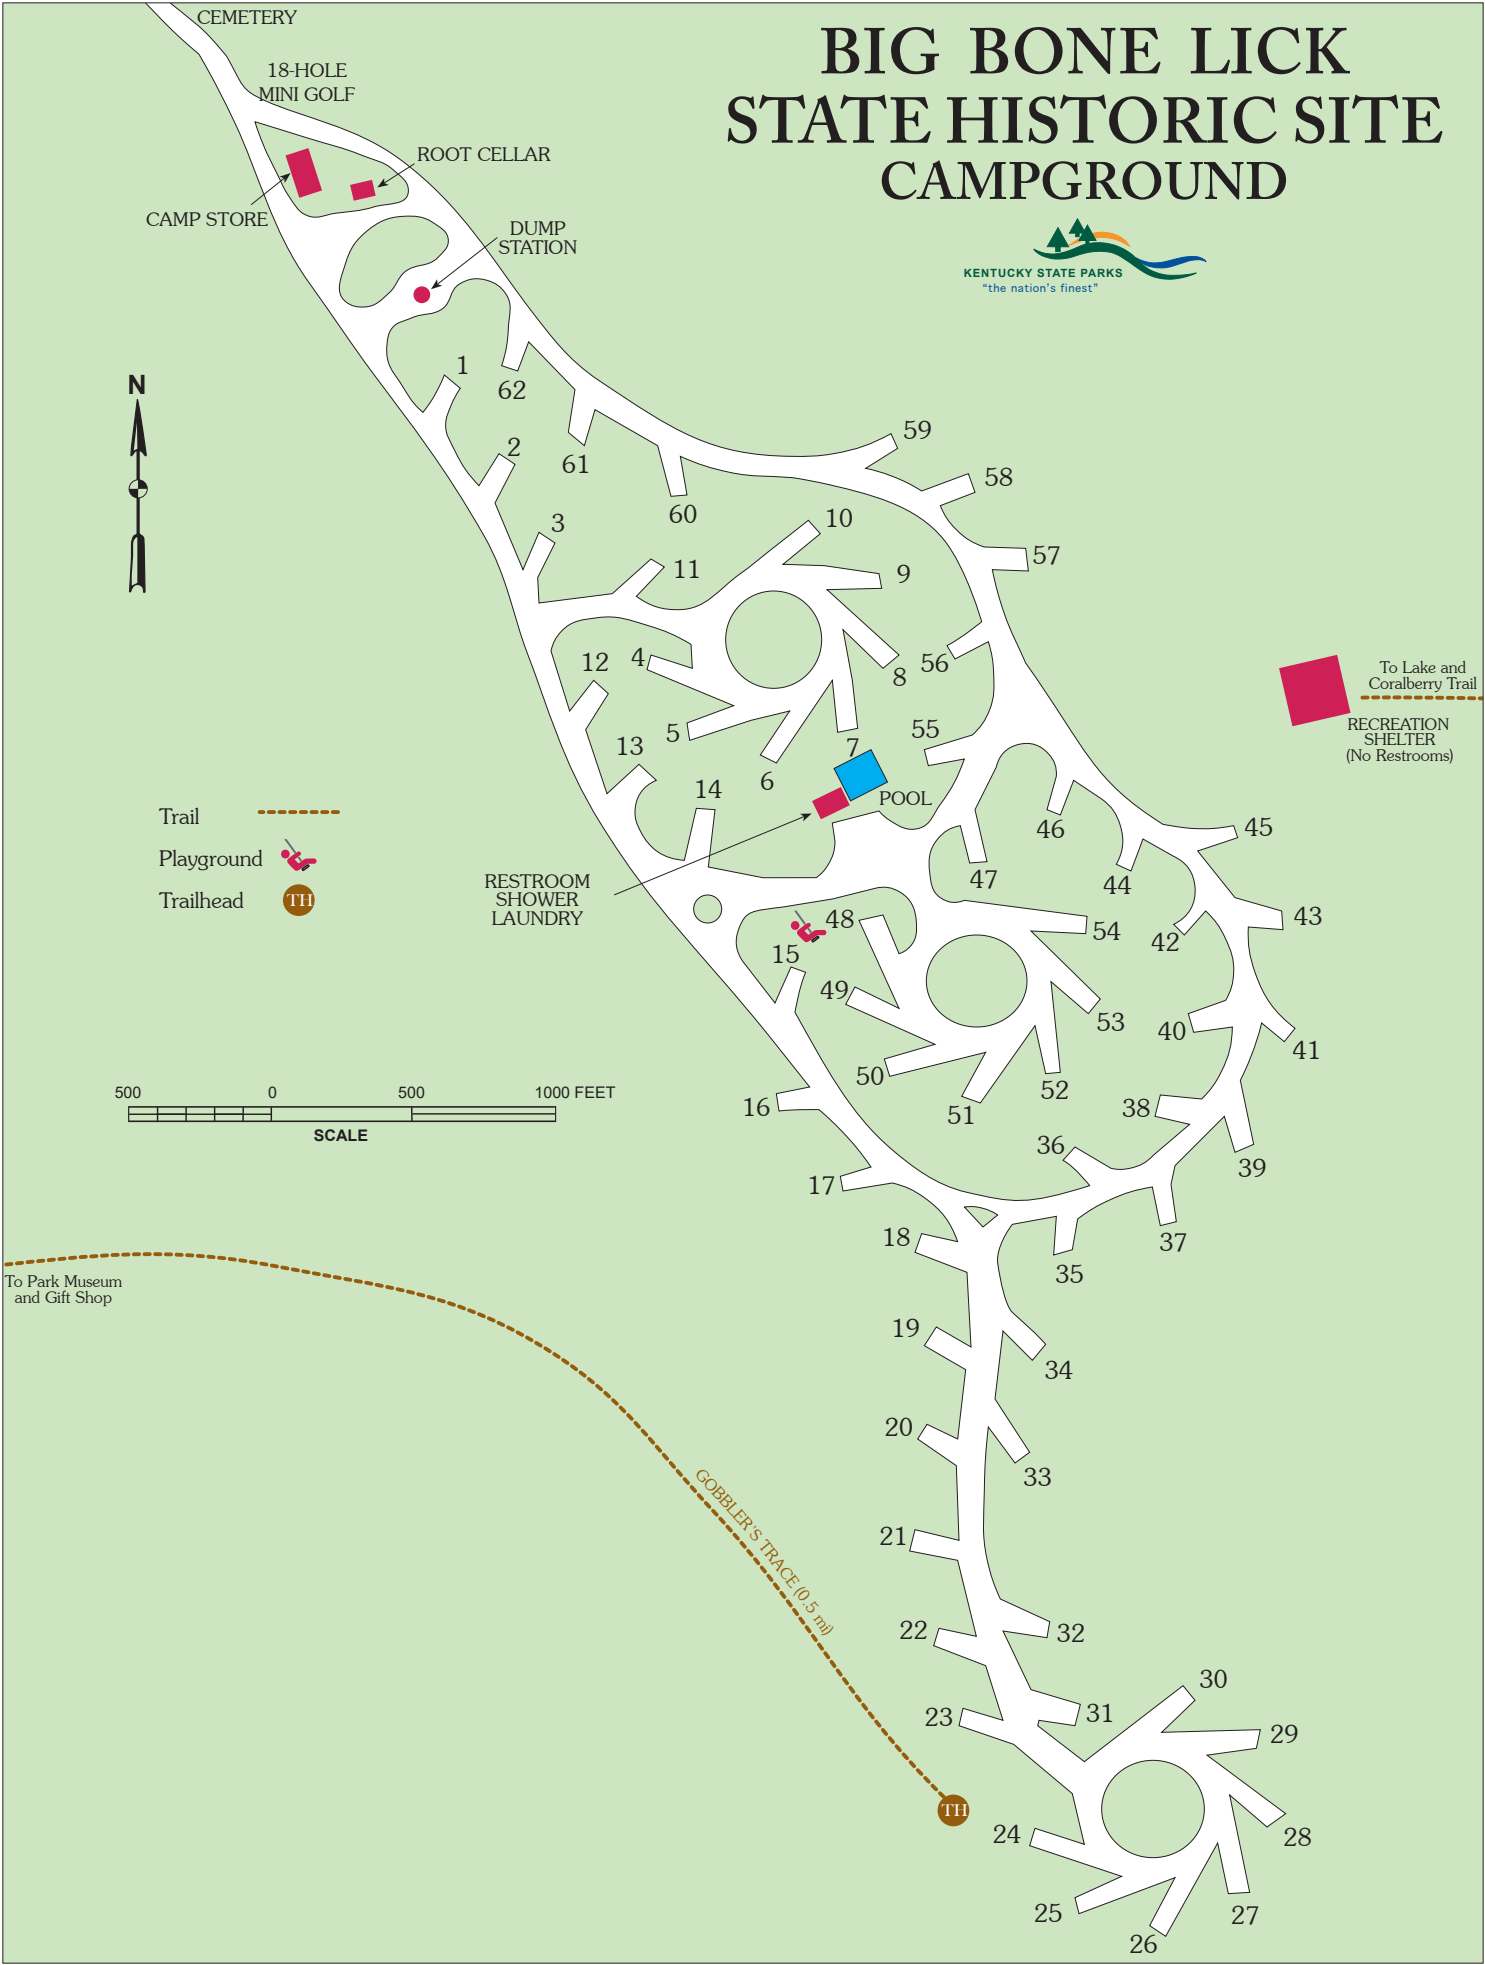 CEMETERY
BIG BONE LICK
STATE HISTORIC SITE
CAMPGROUND
18-HOLE
MINI GOLF
ROOT CELLAR
CAMP STORE
DUMP
STATION
KENTUCKY STATE PARKS
“the nation's finest”
N
1
62
2
61
60
59
58
3
10
57
11
9
12
4
56
8
5
55
13
7
6
14
POOL
46
45
To Lake and
Coralberry Trail
RECREATION
SHELTER
(No Restrooms)
Trail
Playground
Trailhead
TH
RESTROOM
SHOWER
LAUNDRY
47
44
48
54
43
42
15
49
53
40
41
50
52
51
38
16
36
39
17
37
18
35
500
0
500
1000 FEET
SCALE
To Park Museum
and Gift Shop
19
34
20
33
GOBBLER'S TRACE (0.5 mi)
21
22
32
23
31
30
29
TH
24
28
25
27
26